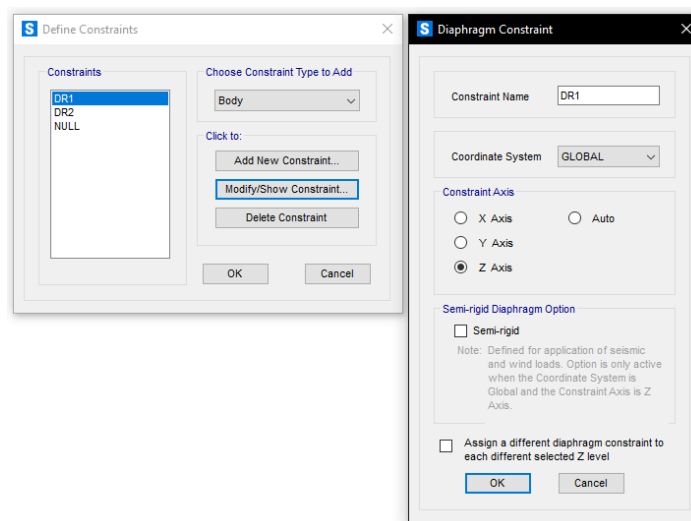 S Define Constraints
Constraints
DR1
DR2
NULL
Choose Constraint Type to Add
Body
Click to:
Add New Constraint...
Modify/Show Constraint...
Delete Constraint
OK Cancel
S Diaphragm Constraint
Constraint Name DR1
Coordinate System GLOBAL
Constraint Axis
X Axis Auto
Y Axis
Z Axis
Semi-rigid Diaphragm Option
Semi-rigid
Note: Defined for application of seismic
and wind loads. Option is only active
when the Coordinate System is
Global and the Constraint Axis is Z
Axis.
Assign a different diaphragm constraint to
each different selected Z level
OK Cancel